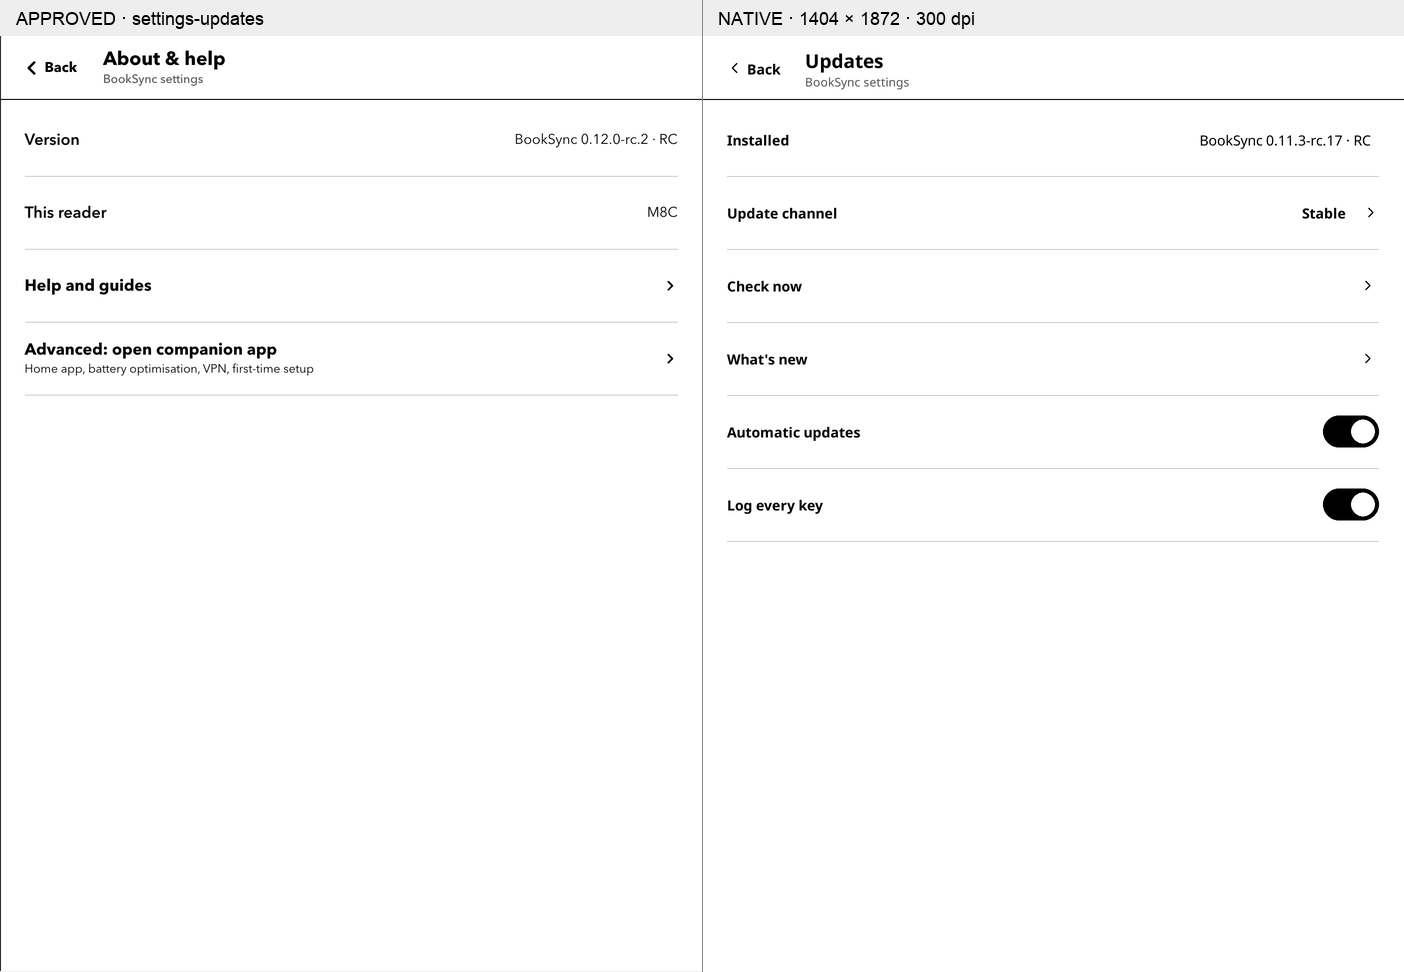 APPROVED · settings-updates
Back
About & help
BookSync settings
Version
BookSync 0.12.0-rc.2 · RC
This reader
M8C
Help and guides
Advanced: open companion app
Home app, battery optimisation, VPN, first-time setup
NATIVE · 1404 × 1872 · 300 dpi
Back
Updates
BookSync settings
Installed
BookSync 0.11.3-rc.17 · RC
Update channel
Stable
Check now
What's new
Automatic updates
Log every key